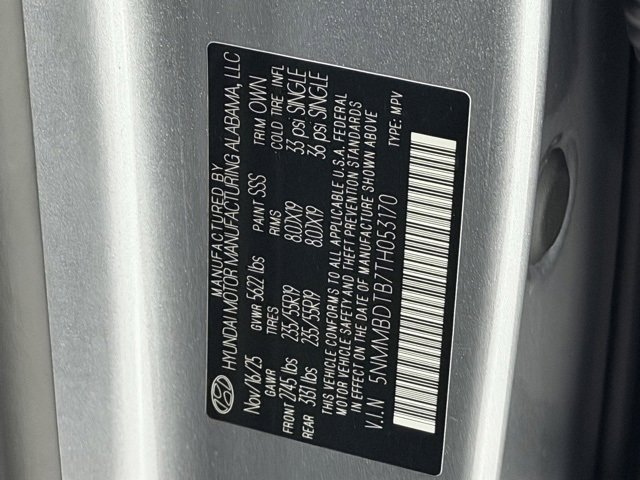 MANUFACTURED BY
HYUNDAI MOTOR MANUFACTURING ALABAMA, LLC
Nov/16/25 GVWR 5622 lbs PAINT SSS TRIM OWN
GAWR TIRES RIMS COLD TIRE INFL
FRONT 2745 lbs 235/55R19 8.0JX19 33 psi SINGLE
REAR 3131 lbs 235/55R19 8.0JX19 36 psi SINGLE
THIS VEHICLE CONFORMS TO ALL APPLICABLE U.S.A. FEDERAL
MOTOR VEHICLE SAFETY AND THEFT PREVENTION STANDARDS
IN EFFECT ON THE DATE OF MANUFACTURE SHOWN ABOVE
V.I.N 5NMMBDTB7TH053170 TYPE: MPV